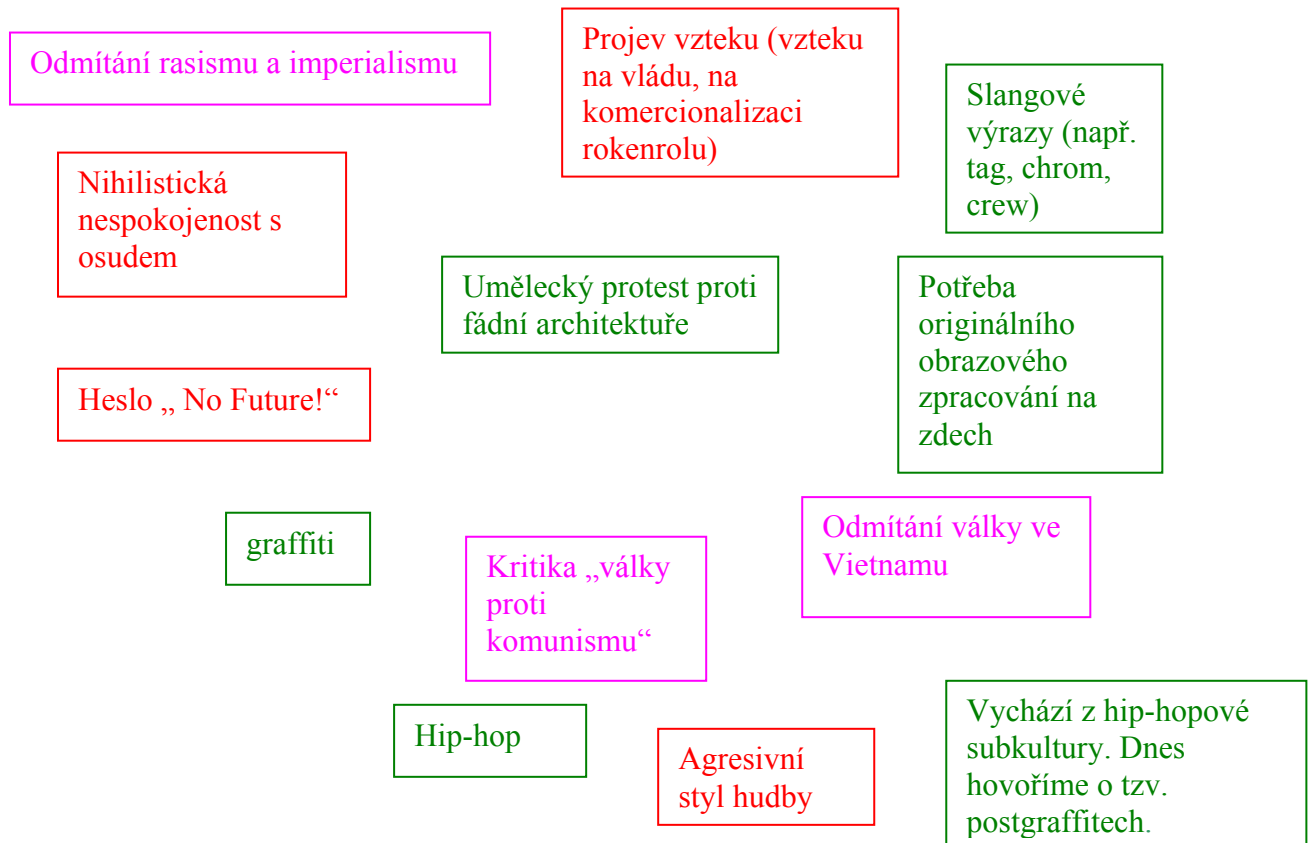 Odmítání rasismu a imperialismu
Projev vzteku (vzteku
na vládu, na
komercionalizaci
rokenrolu)
Slangové
výrazy (např.
tag, chrom,
crew)
Nihilistická
nespokojenost s
osudem
Umělecký protest proti
fádní architektuře
Potřeba
originálního
obrazového
zpracování na
zdech
Heslo „ No Future!“
graffiti
Kritika „války
proti
komunismu“
Odmítání války ve
Vietnamu
Hip-hop
Agresivní
styl hudby
Vychází z hip-hopové
subkultury. Dnes
hovoříme o tzv.
postgraffitech.